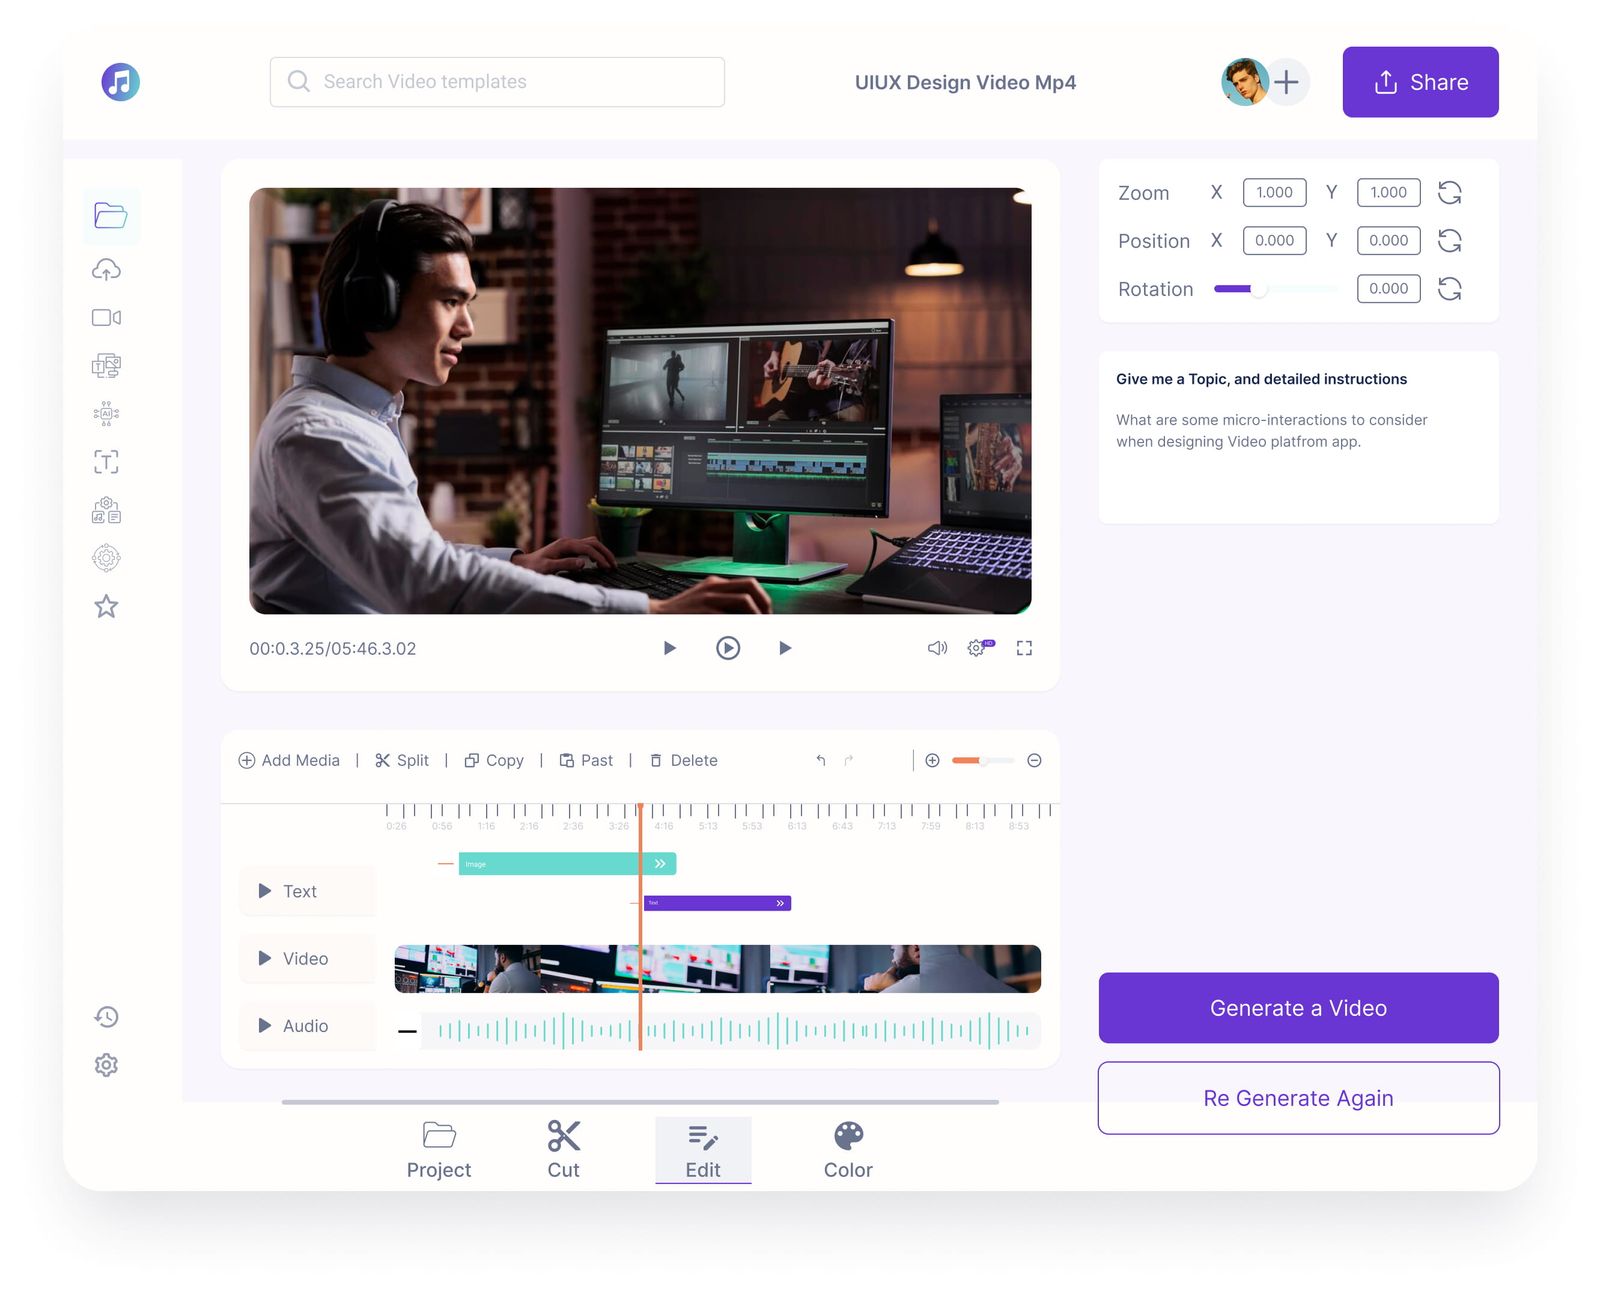 Search Video templates
UIUX Design Video Mp4
Share
Zoom X 1.000 Y 1.000
Position X 0.000 Y 0.000
Rotation 0.000
Give me a Topic, and detailed instructions
What are some micro-interactions to consider
when designing Video platfrom app.
T
AI
T
00:0.3.25/05:46.3.02
HD
Add Media | Split | Copy | Past | Delete
0:26 0:56 1:16 2:16 2:36 3:26 4:16 5:13 5:53 6:13 6:43 7:13 7:59 8:13 8:53
Image
Text
Text
Video
Audio
Generate a Video
Re Generate Again
Project Cut Edit Color